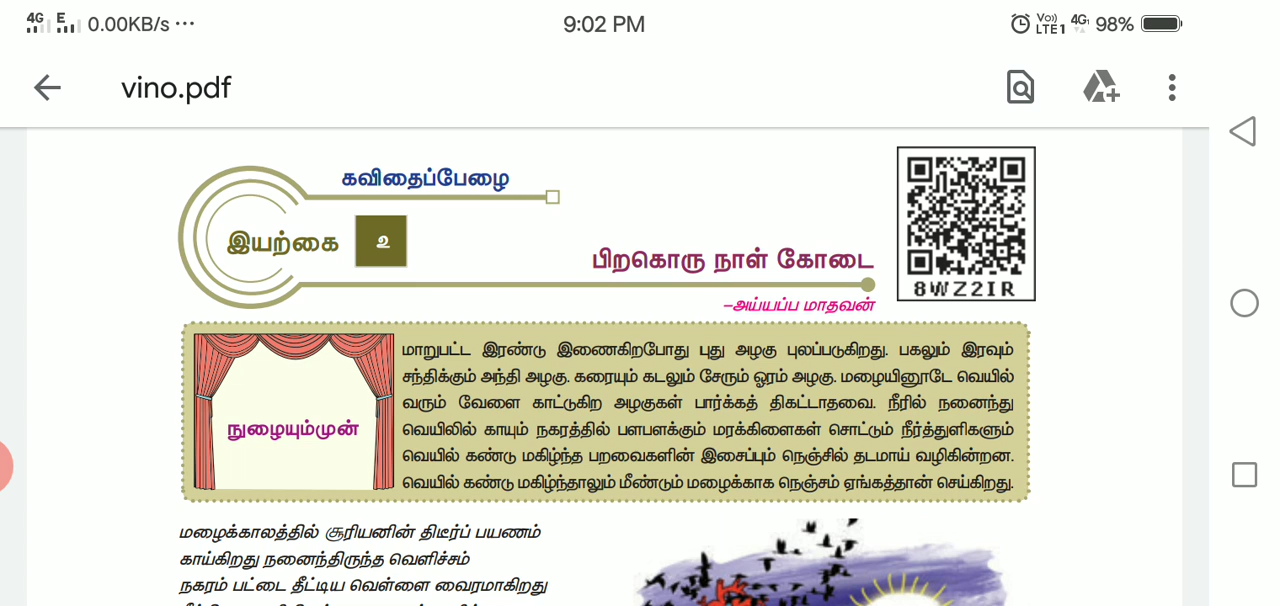 4G E 0.00KB/s ··· 9:02 PM Vo)) LTE1 4G 98%
vino.pdf
கவிதைப்பேழை
இயற்கை உ
பிறகொரு நாள் கோடை
8WZ2IR
–அய்யப்ப மாதவன்
நுழையும்முன்
மாறுபட்ட இரண்டு இணைகிறபோது புது அழகு புலப்படுகிறது. பகலும் இரவும்
சந்திக்கும் அந்தி அழகு. கரையும் கடலும் சேரும் ஓரம் அழகு. மழையினூடே வெயில்
வரும் வேளை காட்டுகிற அழகுகள் பார்க்கத் திகட்டாதவை. நீரில் நனைந்து
வெயிலில் காயும் நகரத்தில் பளபளக்கும் மரக்கிளைகள் சொட்டும் நீர்த்துளிகளும்
வெயில் கண்டு மகிழ்ந்த பறவைகளின் இசைப்பும் நெஞ்சில் தடமாய் வழிகின்றன.
வெயில் கண்டு மகிழ்ந்தாலும் மீண்டும் மழைக்காக நெஞ்சம் ஏங்கத்தான் செய்கிறது.
மழைக்காலத்தில் சூரியனின் திடீர்ப் பயணம்
காய்கிறது நனைந்திருந்த வெளிச்சம்
நகரம் பட்டை தீட்டிய வெள்ளை வைரமாகிறது